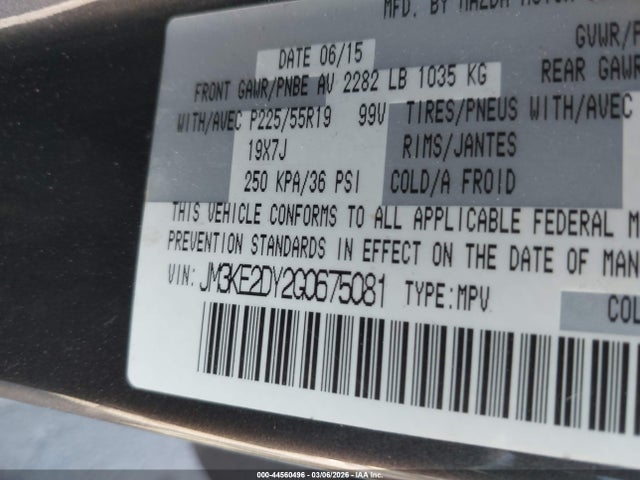 MFD. BY MAZDA MOTOR
DATE 06/15
GVWR/P
FRONT GAWR/PNBE AV 2282 LB 1035 KG
REAR GAWR
WITH/AVEC P225/55R19 99V TIRES/PNEUS WITH/AVEC
19X7J RIMS/JANTES
250 KPA/36 PSI COLD/A FROID
THIS VEHICLE CONFORMS TO ALL APPLICABLE FEDERAL M
PREVENTION STANDARDS IN EFFECT ON THE DATE OF MAN
VIN: JM3KE2DY2G0675081 TYPE:MPV
COL
000-44560496 - 03/06/2026 - IAA Inc.